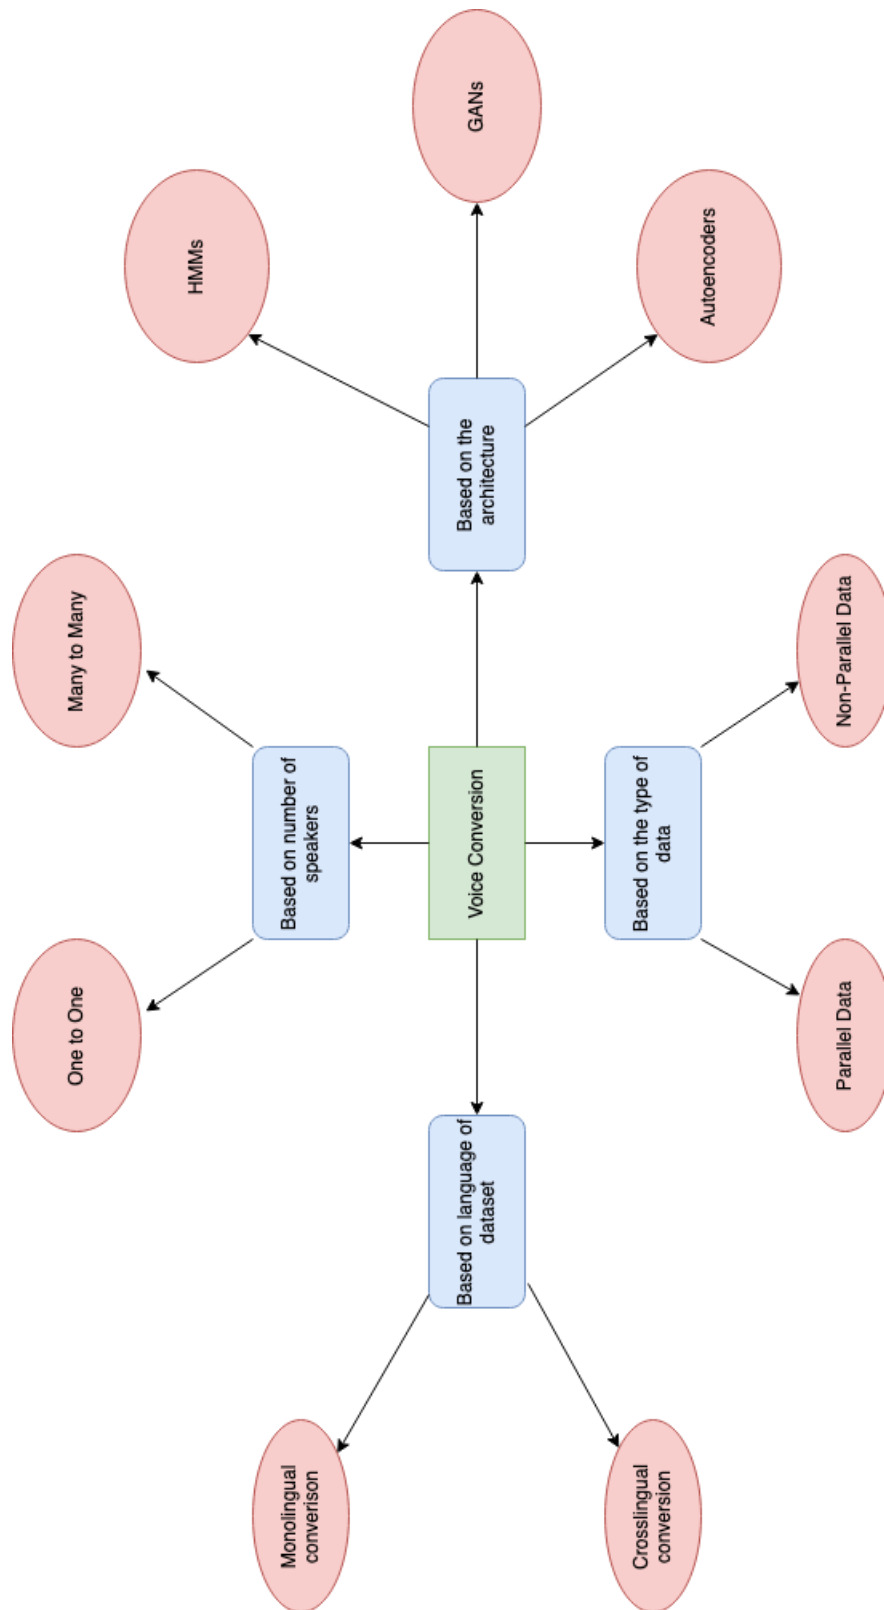 One to One
Many to Many
HMMs
Based on number of
speakers
GANs
Monolingual
converison
Based on language of
dataset
Voice Conversion
Based on the
architecture
Crosslingual
conversion
Based on the type of
data
Autoencoders
Parallel Data
Non-Parallel Data